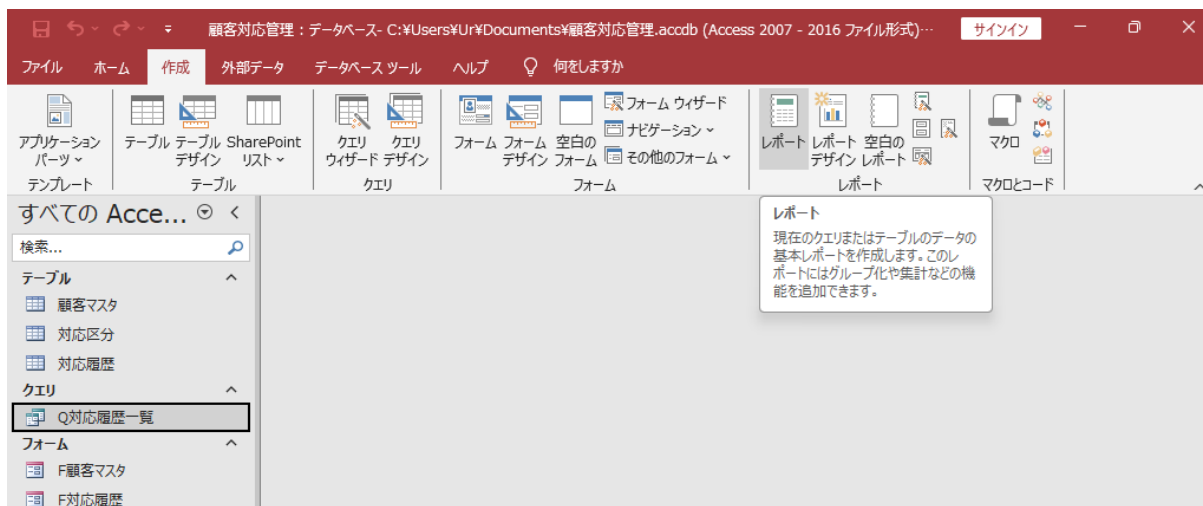 顧客対応管理：データベース- C:¥Users¥Ur¥Documents¥顧客対応管理.accdb (Access 2007 - 2016 ファイル形式)… サインイン
ファイル ホーム 作成 外部データ データベース ツール ヘルプ 何をしますか
アプリケーション パーツ
テンプレート
テーブル
テーブル デザイン
SharePoint リスト
テーブル
クエリ ウィザード
クエリ デザイン
クエリ
フォーム
フォーム デザイン
空白の フォーム
フォーム ウィザード
ナビゲーション
その他のフォーム
フォーム
レポート
レポート デザイン
空白の レポート
レポート
マクロ
マクロとコード
すべての Acce...
検索...
テーブル
顧客マスタ
対応区分
対応履歴
クエリ
Q対応履歴一覧
フォーム
F顧客マスタ
F対応履歴
レポート
現在のクエリまたはテーブルのデータの
基本レポートを作成します。このレ
ポートにはグループ化や集計などの機
能を追加できます。